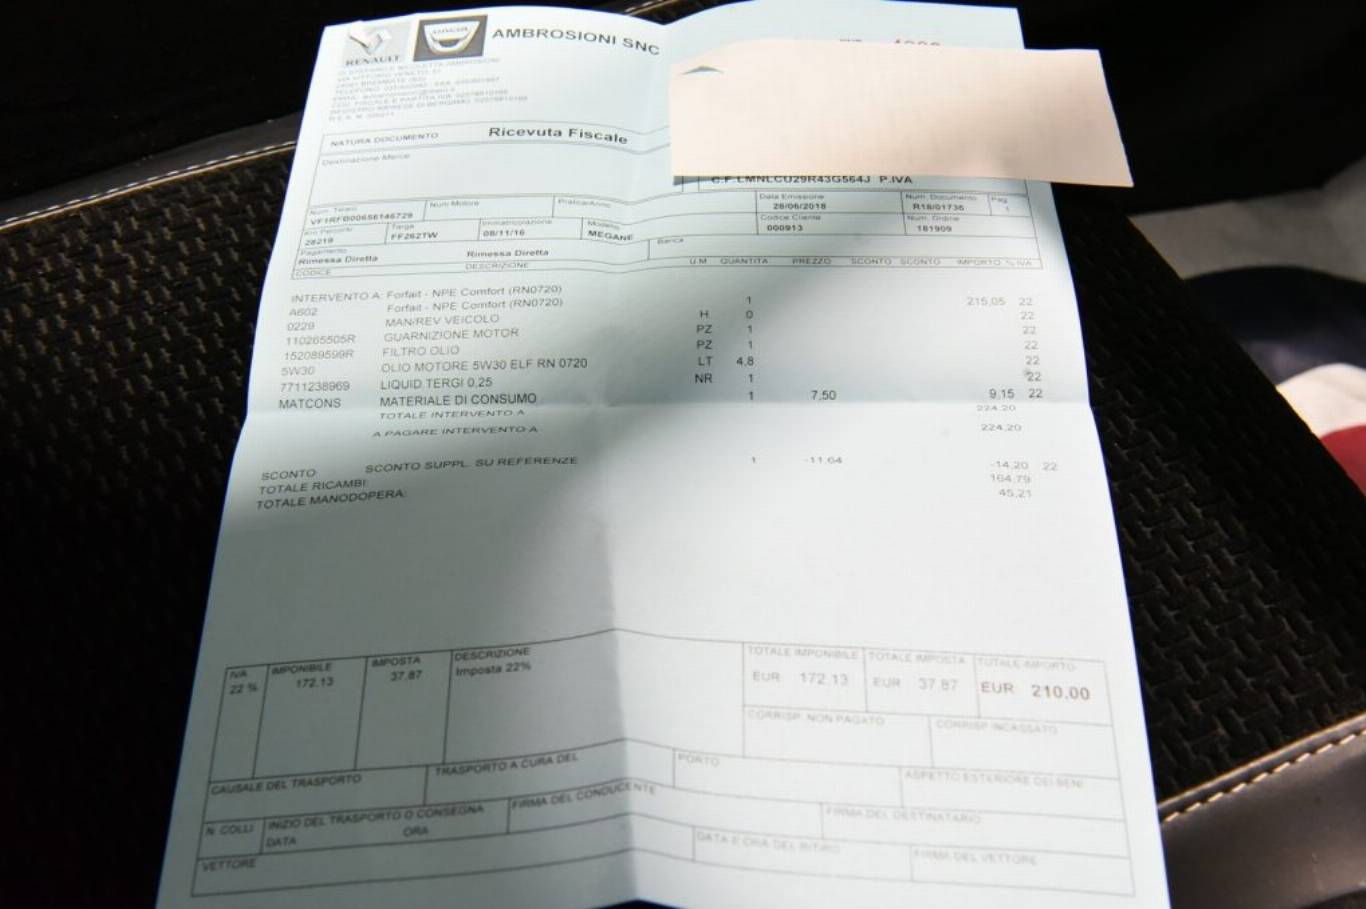 RENAULT
DACIA
AMBROSIONI SNC
NATURA DOCUMENTO Ricevuta Fiscale
Destinazione Merce
C.F. LMNLCU29R43G564J P.IVA
Num. Telaio Num Motore Data Emissione Num. Documento Pag
VF1RFB00656146729 28/06/2018 R18/01736 1
Km Percorsi Targa Immatricolazione Modello Codice Cliente Num. Ordine
28219 FF262TW 08/11/16 MEGANE 000913 181909
Pagamento Banca
Rimessa Diretta Rimessa Diretta
CODICE DESCRIZIONE U.M QUANTITA PREZZO SCONTO SCONTO IMPORTO % IVA
INTERVENTO A: Forfait - NPE Comfort (RN0720)
A602 Forfait - NPE Comfort (RN0720) 1 215,05 22
0229 MAN/REV VEICOLO H 0 22
110265505R GUARNIZIONE MOTOR PZ 1 22
152089599R FILTRO OLIO PZ 1 22
5W30 OLIO MOTORE 5W30 ELF RN 0720 LT 4,8 22
7711238969 LIQUID.TERGI 0,25 NR 1 22
MATCONS MATERIALE DI CONSUMO 1 7,50 9,15 22
TOTALE INTERVENTO A 224,20
A PAGARE INTERVENTO A 224,20
SCONTO SCONTO SUPPL. SU REFERENZE 1 -11,64 -14,20 22
TOTALE RICAMBI: 164,79
TOTALE MANODOPERA: 45,21
IVA IMPONIBILE IMPOSTA DESCRIZIONE TOTALE IMPONIBILE TOTALE IMPOSTA TOTALE IMPORTO
22 % 172,13 37,87 Imposta 22% EUR 172,13 EUR 37,87 EUR 210,00
CORRISP. NON PAGATO CORRISP INCASSATO
CAUSALE DEL TRASPORTO TRASPORTO A CURA DEL PORTO ASPETTO ESTERIORE DEI BENI
N. COLLI INIZIO DEL TRASPORTO O CONSEGNA FIRMA DEL CONDUCENTE FIRMA DEL DESTINATARIO
DATA ORA
VETTORE DATA E ORA DEL RITIRO FIRMA DEL VETTORE